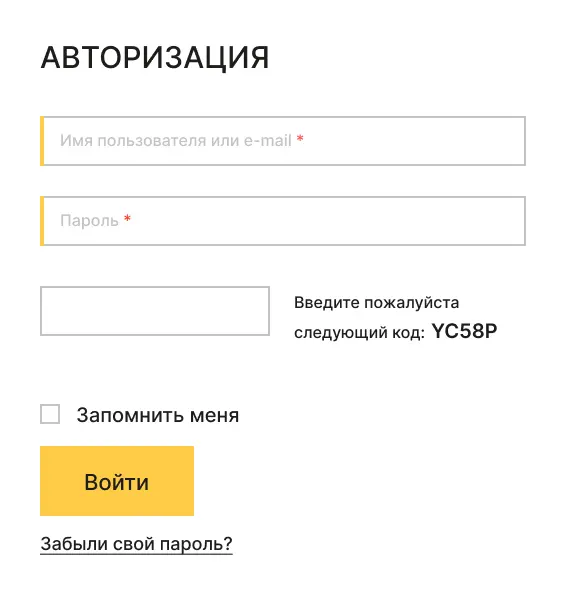 АВТОРИЗАЦИЯ
Имя пользователя или e-mail *
Пароль *
Введите пожалуйста
следующий код: YC58P
Запомнить меня
Войти
Забыли свой пароль?